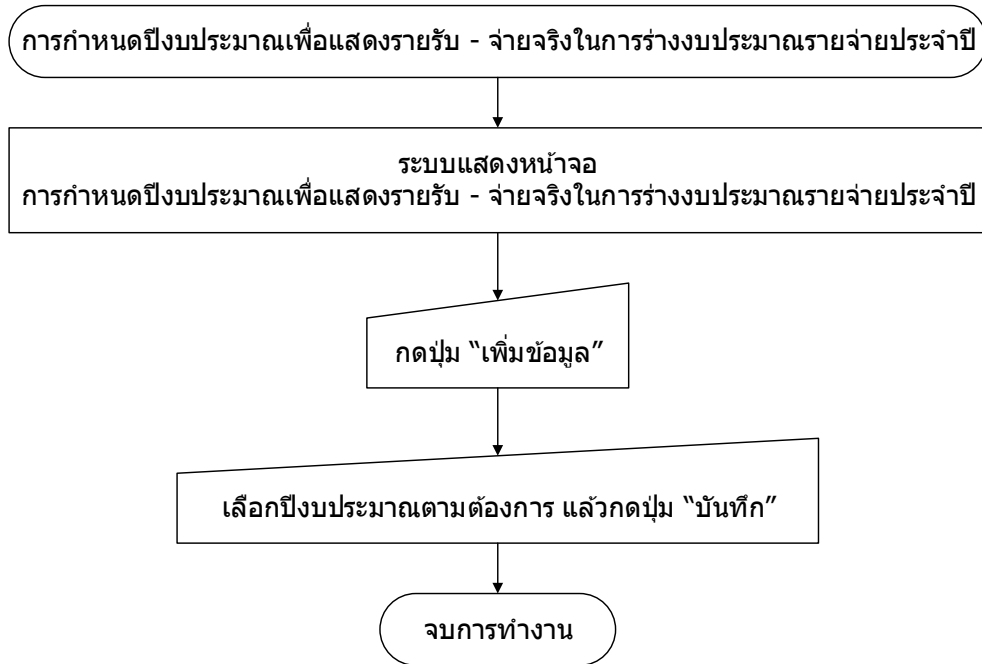 การกำหนดปีงบประมาณเพื่อแสดงรายรับ - จ่ายจริงในการร่างงบประมาณรายจ่ายประจำปี
ระบบแสดงหน้าจอ
การกำหนดปีงบประมาณเพื่อแสดงรายรับ - จ่ายจริงในการร่างงบประมาณรายจ่ายประจำปี
กดปุ่ม “เพิ่มข้อมูล”
เลือกปีงบประมาณตามต้องการ แล้วกดปุ่ม “บันทึก”
จบการทำงาน